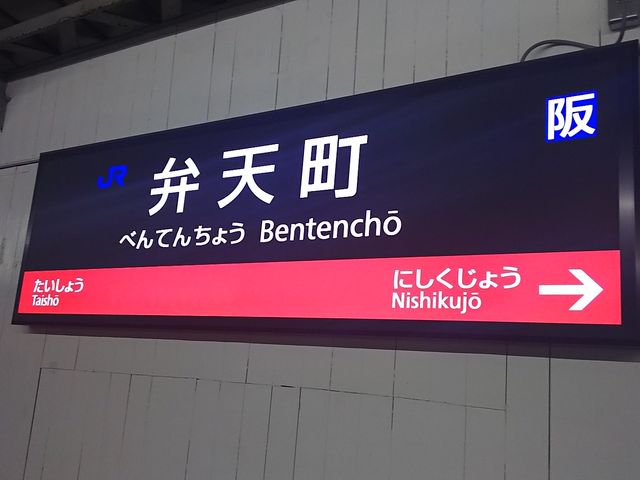 阪
JR 弁天町
べんてんちょう Bentenchō
たいしょう
Taishō
にしくじょう
Nishikujō